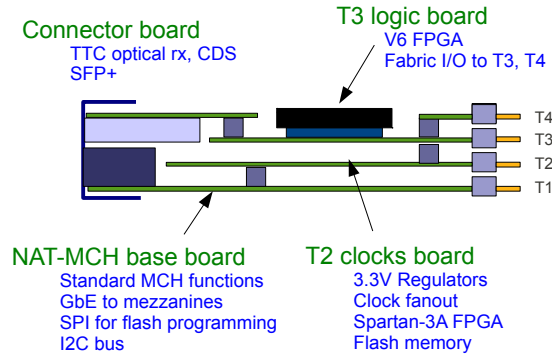 Connector board
TTC optical rx, CDS
SFP+
T3 logic board
V6 FPGA
Fabric I/O to T3, T4
T4
T3
T2
T1
NAT-MCH base board
Standard MCH functions
GbE to mezzanines
SPI for flash programming
I2C bus
T2 clocks board
3.3V Regulators
Clock fanout
Spartan-3A FPGA
Flash memory